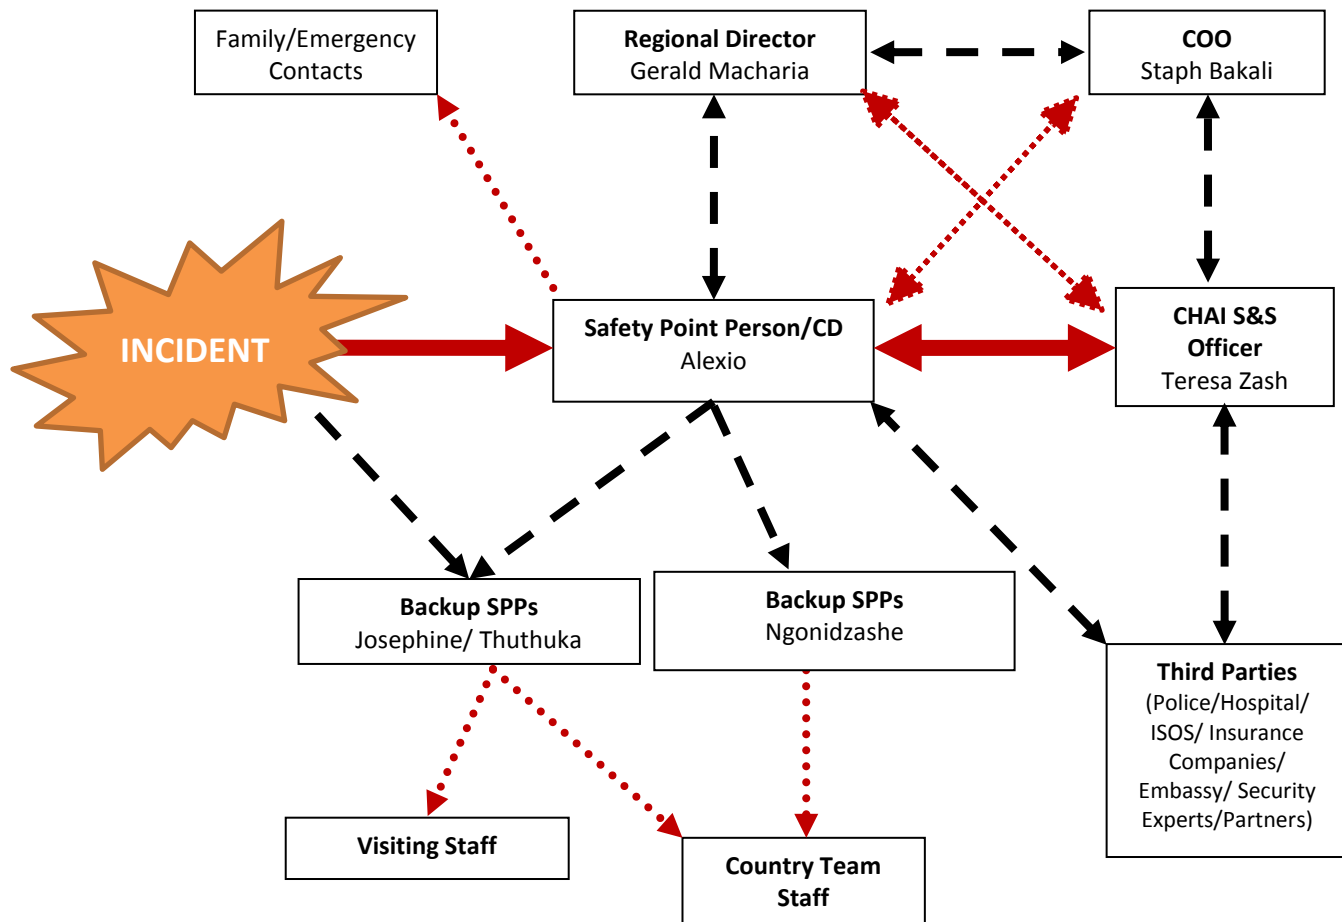 Family/Emergency
Contacts
Regional Director
Gerald Macharia
COO
Staph Bakali
INCIDENT
Safety Point Person/CD
Alexio
CHAI S&S
Officer
Teresa Zash
Backup SPPs
Josephine/ Thuthuka
Backup SPPs
Ngonidzashe
Third Parties
(Police/Hospital/
ISOS/ Insurance
Companies/
Embassy/ Security
Experts/Partners)
Visiting Staff
Country Team
Staff